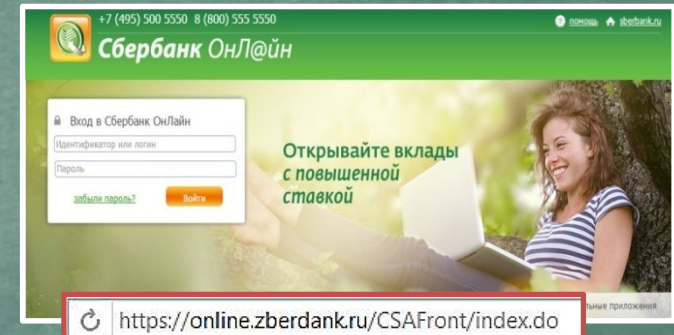 +7 (495) 500 5550 8 (800) 555 5550
помощь sberbank.ru
Сбербанк ОнЛ@йн
Вход в Сбербанк ОнЛайн
Идентификатор или логин
Пароль
забыли пароль?
Войти
Открывайте вклады
с повышенной
ставкой
приложения
https://online.zberdank.ru/CSAFront/index.do